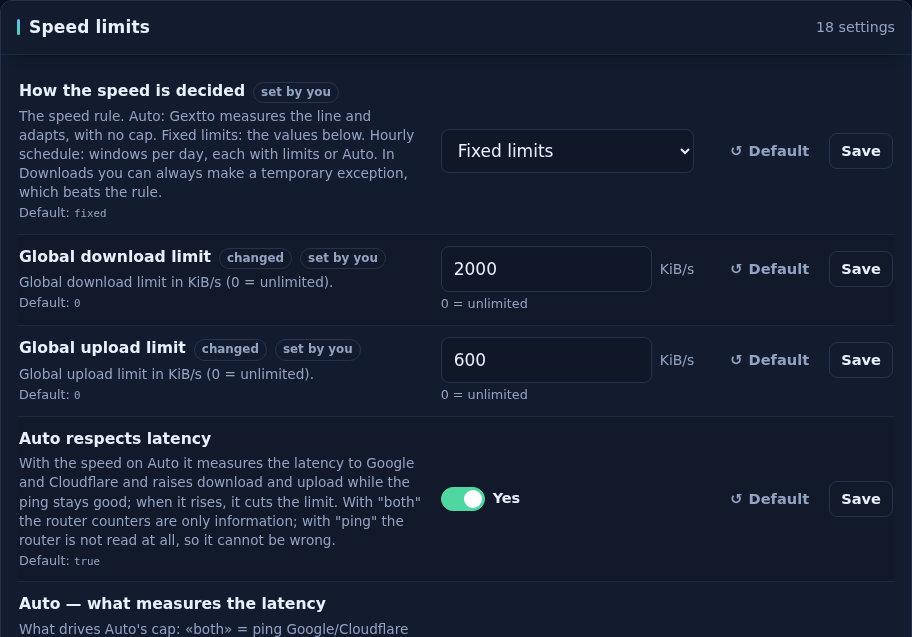 Speed limits
18 settings
How the speed is decided set by you
The speed rule. Auto: Gextto measures the line and
adapts, with no cap. Fixed limits: the values below. Hourly
schedule: windows per day, each with limits or Auto. In
Downloads you can always make a temporary exception,
which beats the rule.
Default: fixed
Fixed limits
↺ Default
Save
Global download limit changed set by you
Global download limit in KiB/s (0 = unlimited).
Default: 0
2000 KiB/s
0 = unlimited
↺ Default
Save
Global upload limit changed set by you
Global upload limit in KiB/s (0 = unlimited).
Default: 0
600 KiB/s
0 = unlimited
↺ Default
Save
Auto respects latency
With the speed on Auto it measures the latency to Google
and Cloudflare and raises download and upload while the
ping stays good; when it rises, it cuts the limit. With "both"
the router counters are only information; with "ping" the
router is not read at all, so it cannot be wrong.
Default: true
Yes
↺ Default
Save
Auto — what measures the latency
What drives Auto's cap: «both» = ping Google/Cloudflare